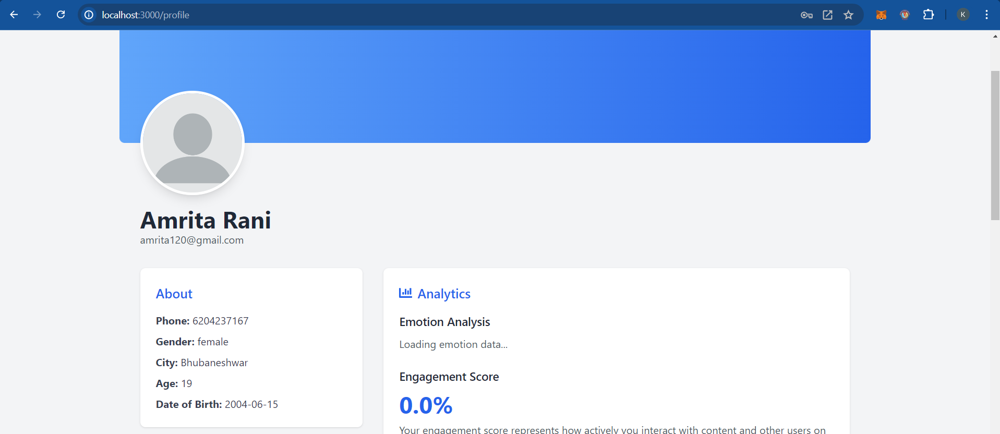 localhost:3000/profile
K
Amrita Rani
amrita120@gmail.com
About
Phone: 6204237167
Gender: female
City: Bhubaneshwar
Age: 19
Date of Birth: 2004-06-15
Analytics
Emotion Analysis
Loading emotion data...
Engagement Score
0.0%
Your engagement score represents how actively you interact with content and other users on